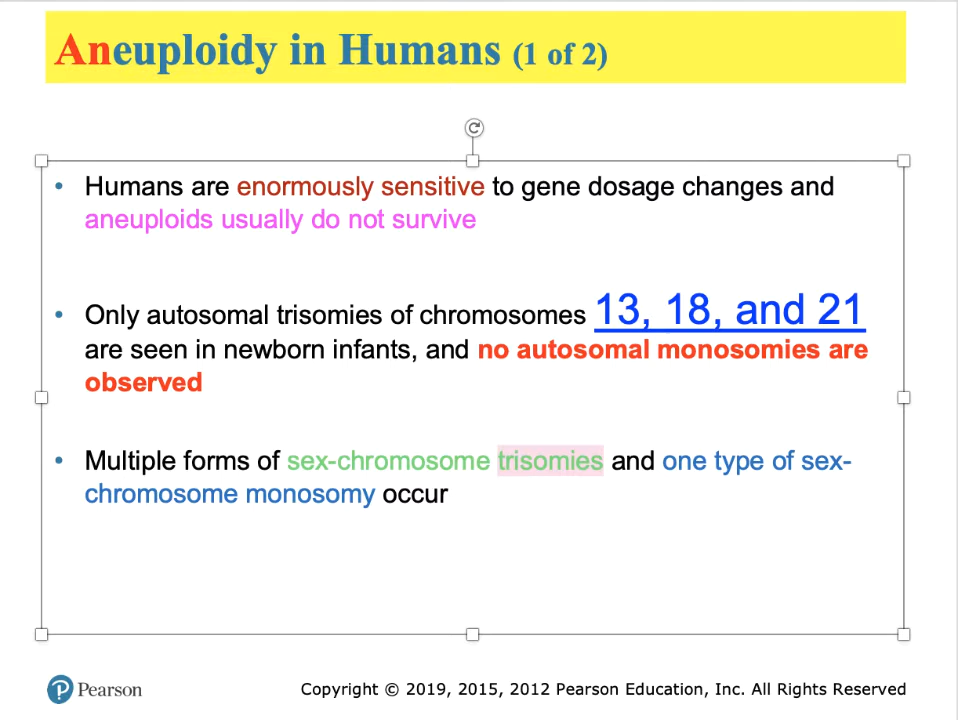 Aneuploidy in Humans (1 of 2)
• Humans are enormously sensitive to gene dosage changes and
aneuploids usually do not survive
• Only autosomal trisomies of chromosomes 13, 18, and 21
are seen in newborn infants, and no autosomal monosomies are
observed
• Multiple forms of sex-chromosome trisomies and one type of sex-
chromosome monosomy occur
Pearson
Copyright © 2019, 2015, 2012 Pearson Education, Inc. All Rights Reserved